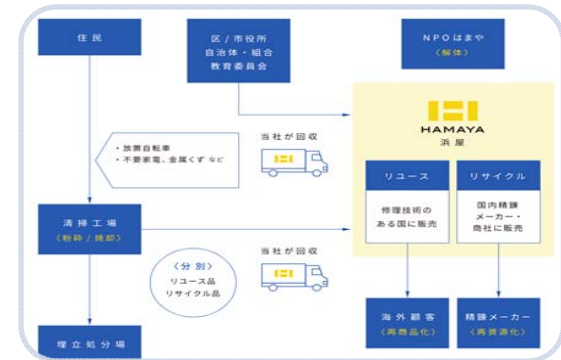 住民
区/市役所
自治体・組合
教育委員会
NPOはまや
〈解体〉
・放置自転車
・不要家電、金属くず など
当社が回収
HAMAYA
浜屋
リユース
修理技術の
ある国に販売
リサイクル
国内精錬
メーカー・
商社に販売
清掃工場
〈粉砕/焼却〉
〈分別〉
リユース品
リサイクル品
当社が回収
埋立処分場
海外顧客
〈再商品化〉
精錬メーカー
〈再資源化〉